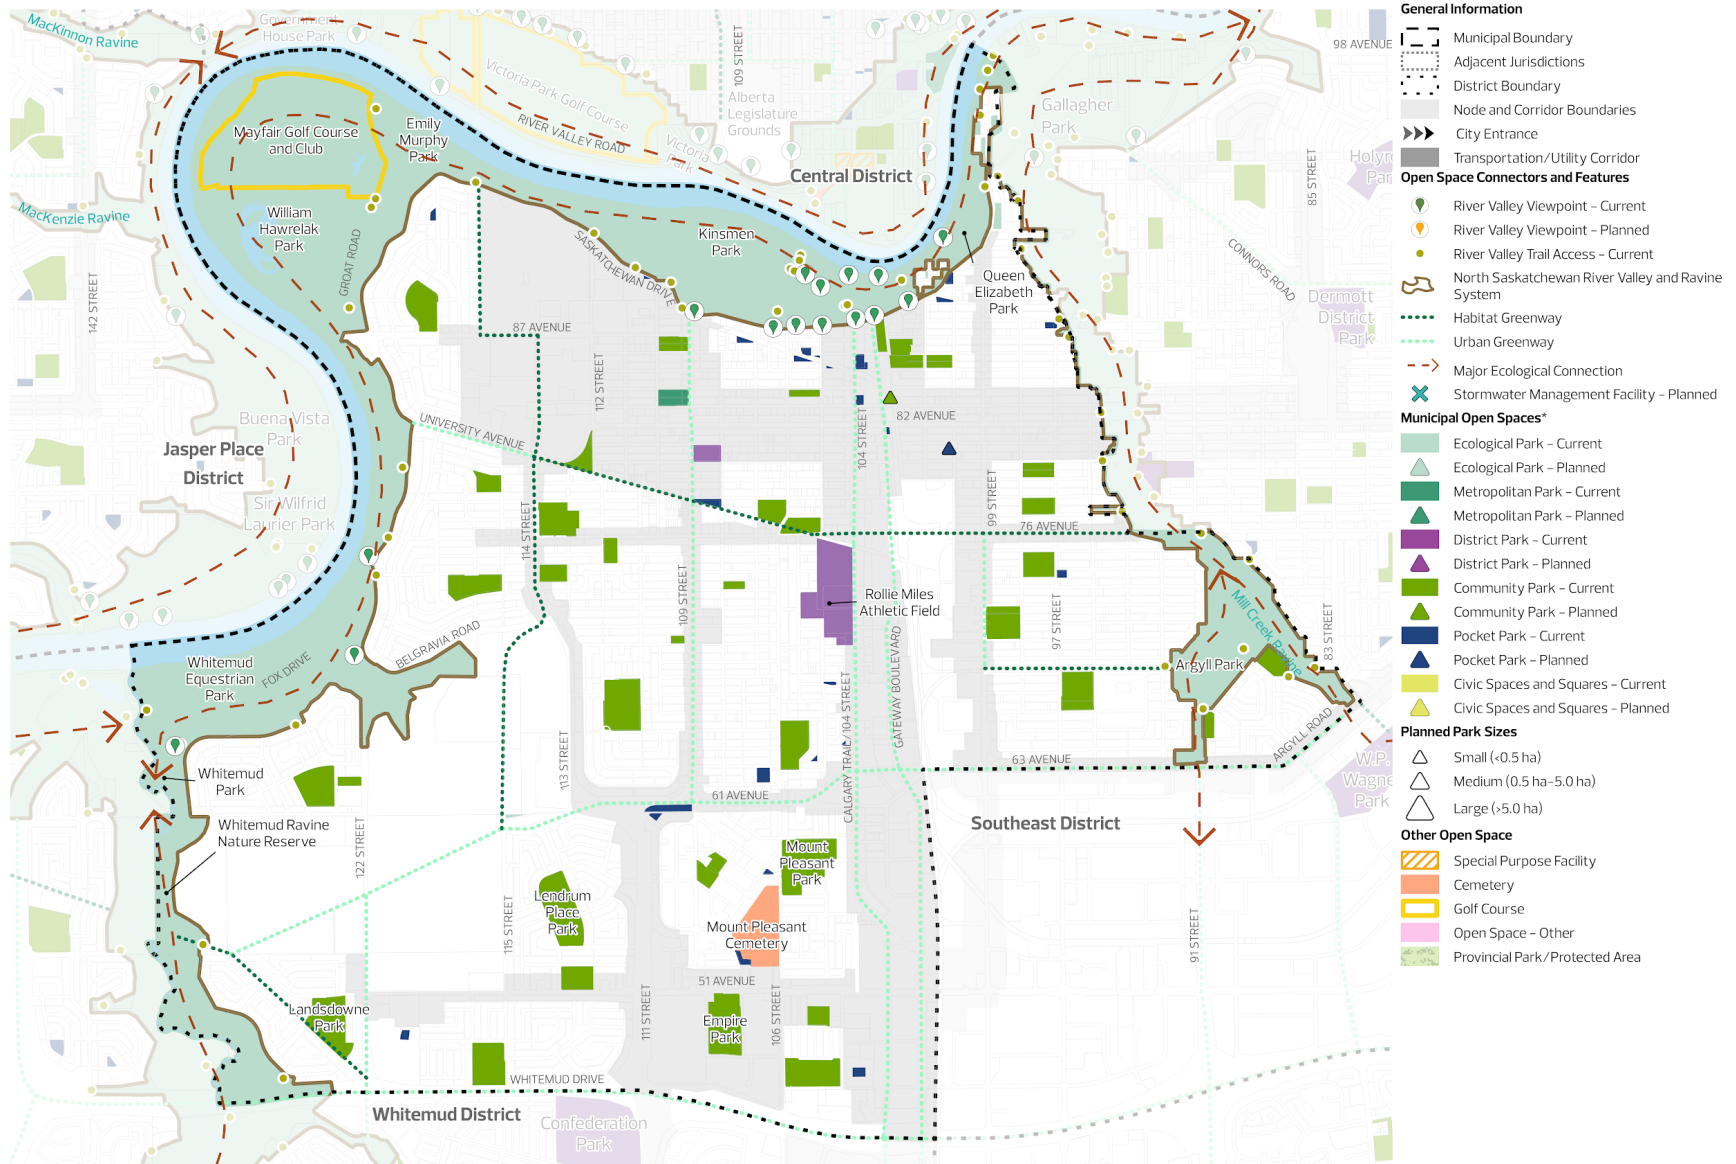 MacKinnon Ravine
Government
House Park
109 STREET
98 AVENUE
Victoria Park Golf Course
Alberta
Legislature
Grounds
Gallagher
Park
RIVER VALLEY ROAD
Emily
Murphy
Park
Mayfair Golf Course
and Club
Victoria
Park
Central District
85 STREET
MacKenzie Ravine
William
Hawrelak
Park
Kinsmen
Park
GROAT ROAD
SASKATCHEWAN DRIVE
Queen
Elizabeth
Park
CONNORS ROAD
Dermott
District
Park
142 STREET
87 AVENUE
112 STREET
82 AVENUE
104 STREET
UNIVERSITY AVENUE
Buena Vista
Park
Jasper Place
District
Sir Wilfrid
Laurier Park
99 STREET
76 AVENUE
114 STREET
109 STREET
Rollie Miles
Athletic Field
97 STREET
Mill Creek Ravine
83 STREET
BELGRAVIA ROAD
Whitemud
Equestrian
Park
FOX DRIVE
Argyll Park
GATEWAY BOULEVARD
CALGARY TRAIL/104 STREET
113 STREET
63 AVENUE
ARGYLL ROAD
W.P.
Wagner
Park
Whitemud
Park
61 AVENUE
Whitemud Ravine
Nature Reserve
122 STREET
Southeast District
Mount
Pleasant
Park
Lendrum
Place
Park
115 STREET
Mount Pleasant
Cemetery
91 STREET
51 AVENUE
Landsdowne
Park
111 STREET
Empire
Park
106 STREET
WHITEMUD DRIVE
Whitemud District
Confederation
Park
General Information
Municipal Boundary
Adjacent Jurisdictions
District Boundary
Node and Corridor Boundaries
City Entrance
Transportation/Utility Corridor
Open Space Connectors and Features
River Valley Viewpoint – Current
River Valley Viewpoint – Planned
River Valley Trail Access – Current
North Saskatchewan River Valley and Ravine
System
Habitat Greenway
Urban Greenway
Major Ecological Connection
Stormwater Management Facility – Planned
Municipal Open Spaces*
Ecological Park – Current
Ecological Park – Planned
Metropolitan Park – Current
Metropolitan Park – Planned
District Park – Current
District Park – Planned
Community Park – Current
Community Park – Planned
Pocket Park – Current
Pocket Park – Planned
Civic Spaces and Squares – Current
Civic Spaces and Squares – Planned
Planned Park Sizes
Small (<0.5 ha)
Medium (0.5 ha–5.0 ha)
Large (>5.0 ha)
Other Open Space
Special Purpose Facility
Cemetery
Golf Course
Open Space – Other
Provincial Park/Protected Area